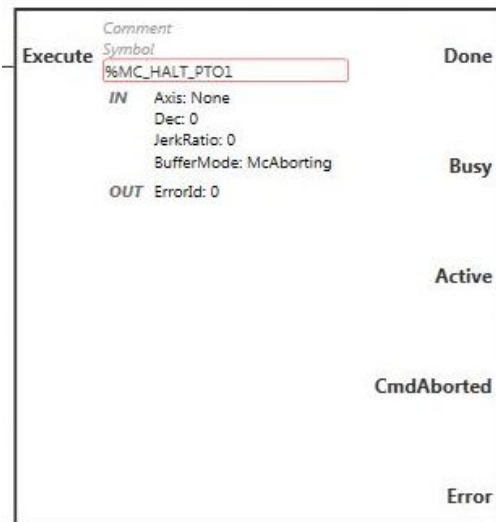 Comment
Execute Symbol Done
%MC_HALT_PTO1
IN Axis: None
Dec: 0
JerkRatio: 0
BufferMode: McAborting
Busy
OUT ErrorId: 0
Active
CmdAborted
Error